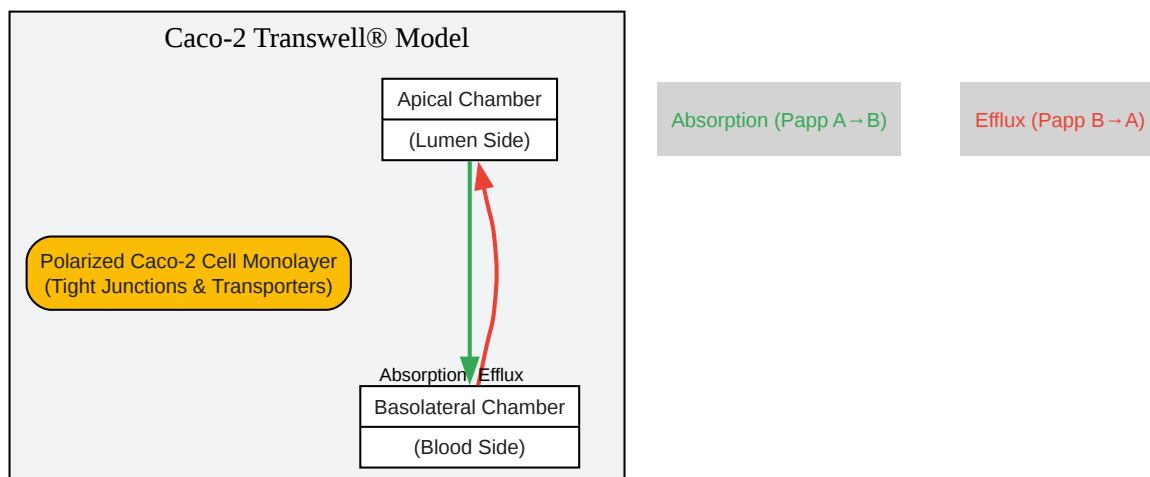 Caco-2 Transwell® Model
Apical Chamber
(Lumen Side)
Absorption (Papp A→B)
Efflux (Papp B→A)
Polarized Caco-2 Cell Monolayer
(Tight Junctions & Transporters)
Absorption
Efflux
Basolateral Chamber
(Blood Side)